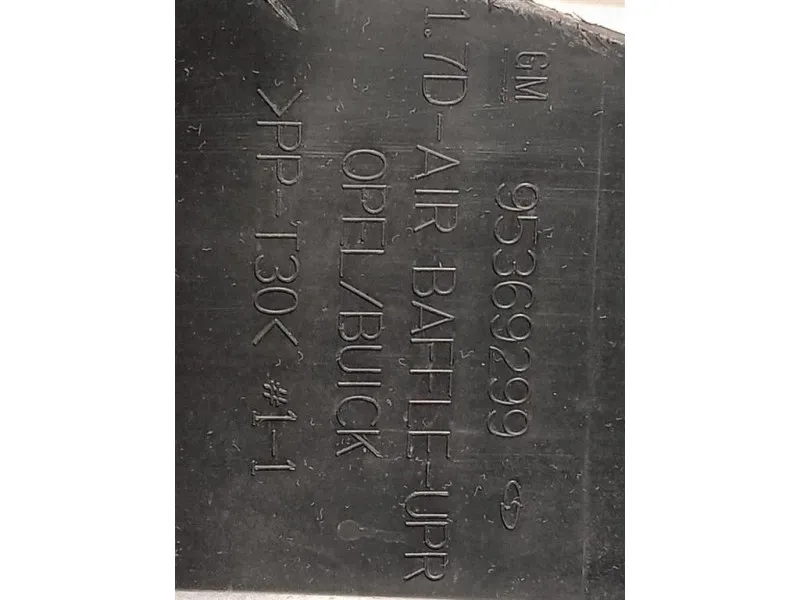 GM 95369299
1.7D-AIR BAFFLE-UPR
OPEL/BUICK
>PP-T30< #1-1